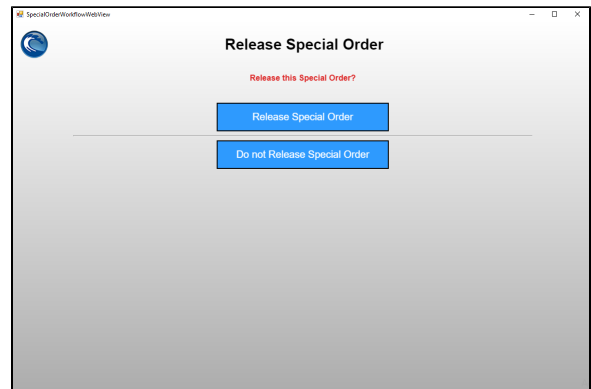 SpecialOrderWorkflowWebView
Release Special Order
Release this Special Order?
Release Special Order
Do not Release Special Order